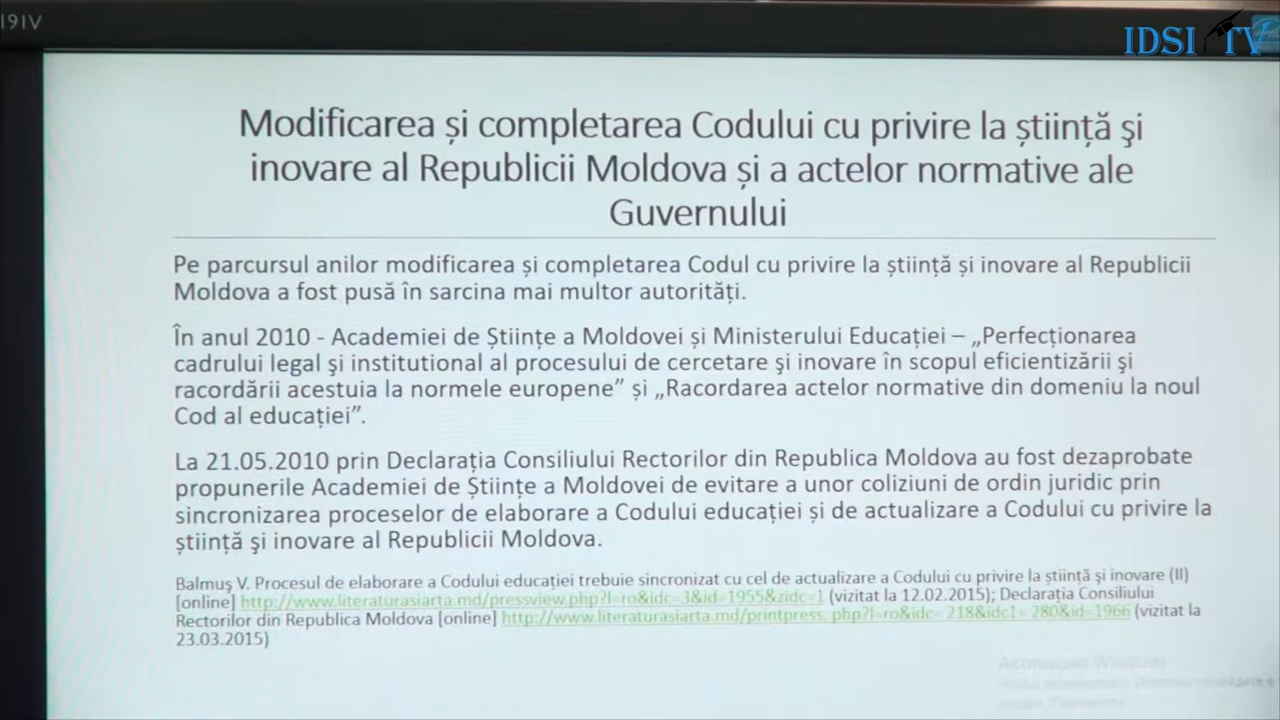 19IV
IDSI TV
Modificarea și completarea Codului cu privire la știință şi
inovare al Republicii Moldova și a actelor normative ale
Guvernului
Pe parcursul anilor modificarea și completarea Codul cu privire la știință și inovare al Republicii
Moldova a fost pusă în sarcina mai multor autorități.
În anul 2010 - Academiei de Științe a Moldovei și Ministerului Educației – „Perfecționarea
cadrului legal şi institutional al procesului de cercetare şi inovare în scopul eficientizării şi
racordării acestuia la normele europene” și „Racordarea actelor normative din domeniu la noul
Cod al educației”.
La 21.05.2010 prin Declarația Consiliului Rectorilor din Republica Moldova au fost dezaprobate
propunerile Academiei de Științe a Moldovei de evitare a unor coliziuni de ordin juridic prin
sincronizarea proceselor de elaborare a Codului educației și de actualizare a Codului cu privire la
știință şi inovare al Republicii Moldova.
Balmuş V. Procesul de elaborare a Codului educației trebuie sincronizat cu cel de actualizare a Codului cu privire la știință şi inovare (II)
[online] http://www.literaturasiarta.md/pressview.php?l=ro&idc=3&id=1955&zidc=1 (vizitat la 12.02.2015); Declarația Consiliului
Rectorilor din Republica Moldova [online] http://www.literaturasiarta.md/printpress.php?l=ro&idc= 218&idc1= 280&id=1966 (vizitat la
23.03.2015)
Активация Windows